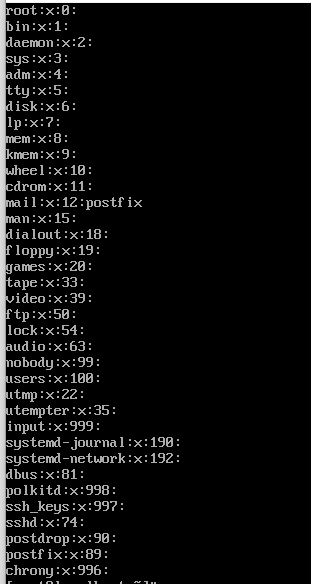 root:x:0:
bin:x:1:
daemon:x:2:
sys:x:3:
adm:x:4:
tty:x:5:
disk:x:6:
lp:x:7:
mem:x:8:
kmem:x:9:
wheel:x:10:
cdrom:x:11:
mail:x:12:postfix
man:x:15:
dialout:x:18:
floppy:x:19:
games:x:20:
tape:x:33:
video:x:39:
ftp:x:50:
lock:x:54:
audio:x:63:
nobody:x:99:
users:x:100:
utmp:x:22:
utempter:x:35:
input:x:999:
systemd-journal:x:190:
systemd-network:x:192:
dbus:x:81:
polkitd:x:998:
ssh_keys:x:997:
sshd:x:74:
postdrop:x:90:
postfix:x:89:
chrony:x:996: